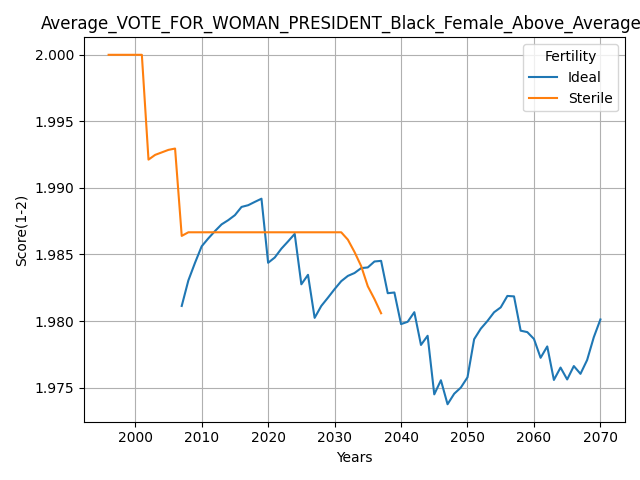 Average_VOTE_FOR_WOMAN_PRESIDENT_Black_Female_Above_Average
Fertility
Ideal
Sterile
2.000
1.995
1.990
1.985
1.980
1.975
Score(1-2)
2000 2010 2020 2030 2040 2050 2060 2070
Years